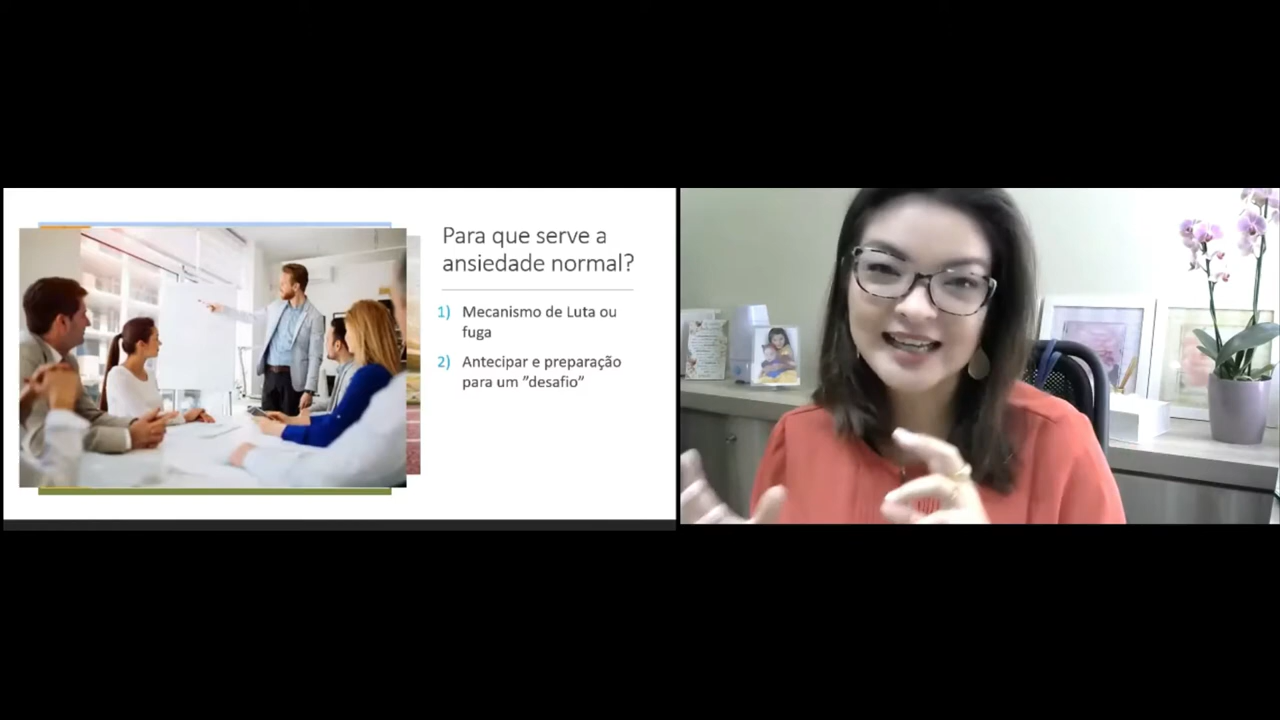 Para que serve a
ansiedade normal?
1) Mecanismo de Luta ou
fuga
2) Antecipar e preparação
para um ”desafio”